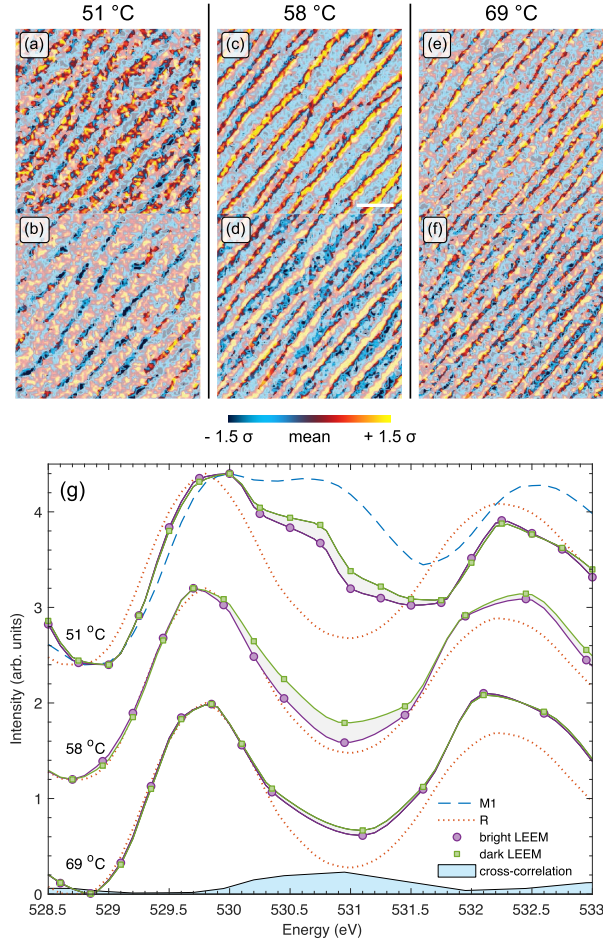 51 °C 58 °C 69 °C
(a) (c) (e)
(b) (d) (f)
- 1.5 σ mean + 1.5 σ
(g)
4
3
2
1
0
Intensity (arb. units)
51 °C
58 °C
69 °C
M1
R
bright LEEM
dark LEEM
cross-correlation
528.5 529 529.5 530 530.5 531 531.5 532 532.5 533
Energy (eV)